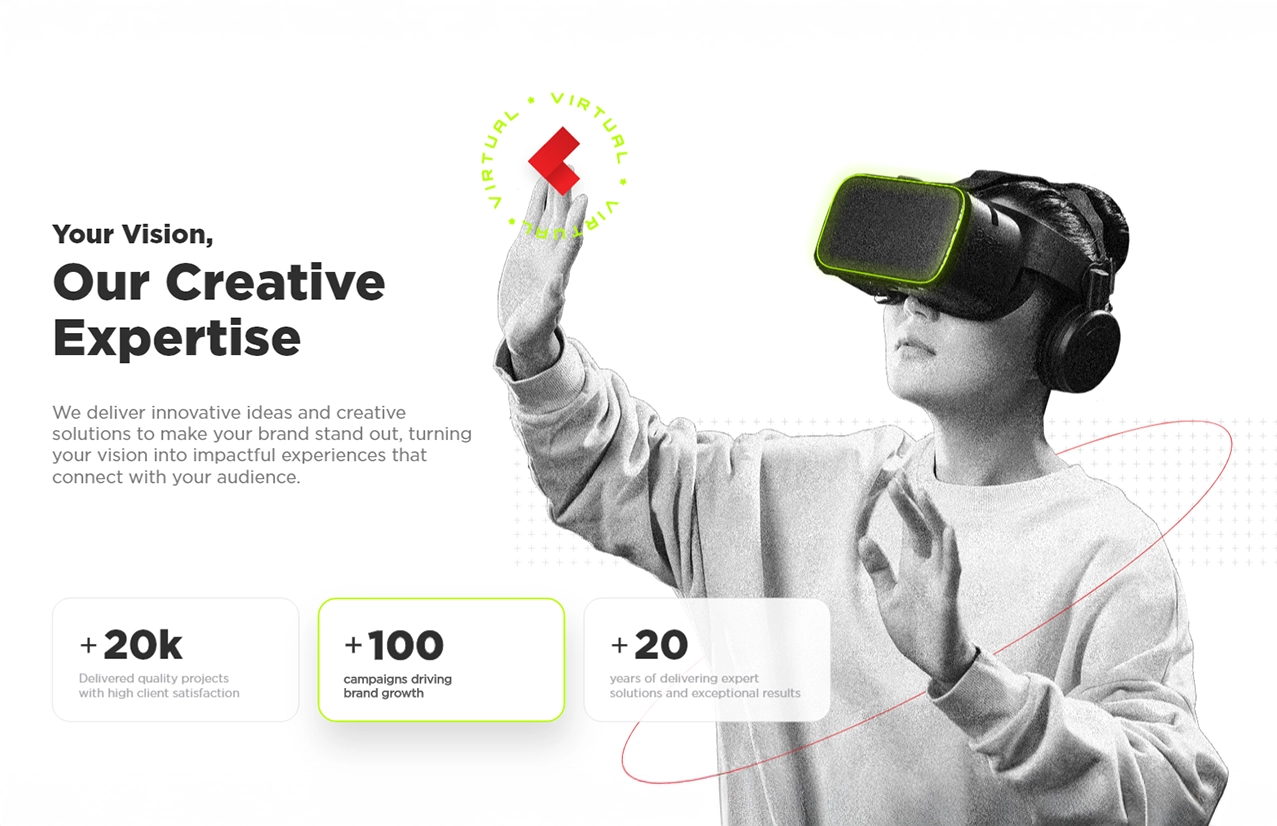 VIRTUAL * VIRTUAL * VIRTUAL * VIRTUAL *
Your Vision,
Our Creative
Expertise
We deliver innovative ideas and creative
solutions to make your brand stand out, turning
your vision into impactful experiences that
connect with your audience.
+20k
Delivered quality projects
with high client satisfaction
+100
campaigns driving
brand growth
+20
years of delivering expert
solutions and exceptional results